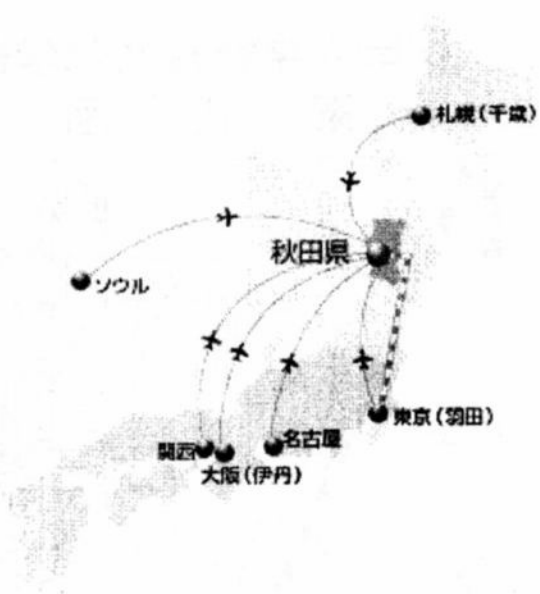 札幌(千歳)
秋田県
ソウル
東京(羽田)
名古屋
関西
大阪(伊丹)